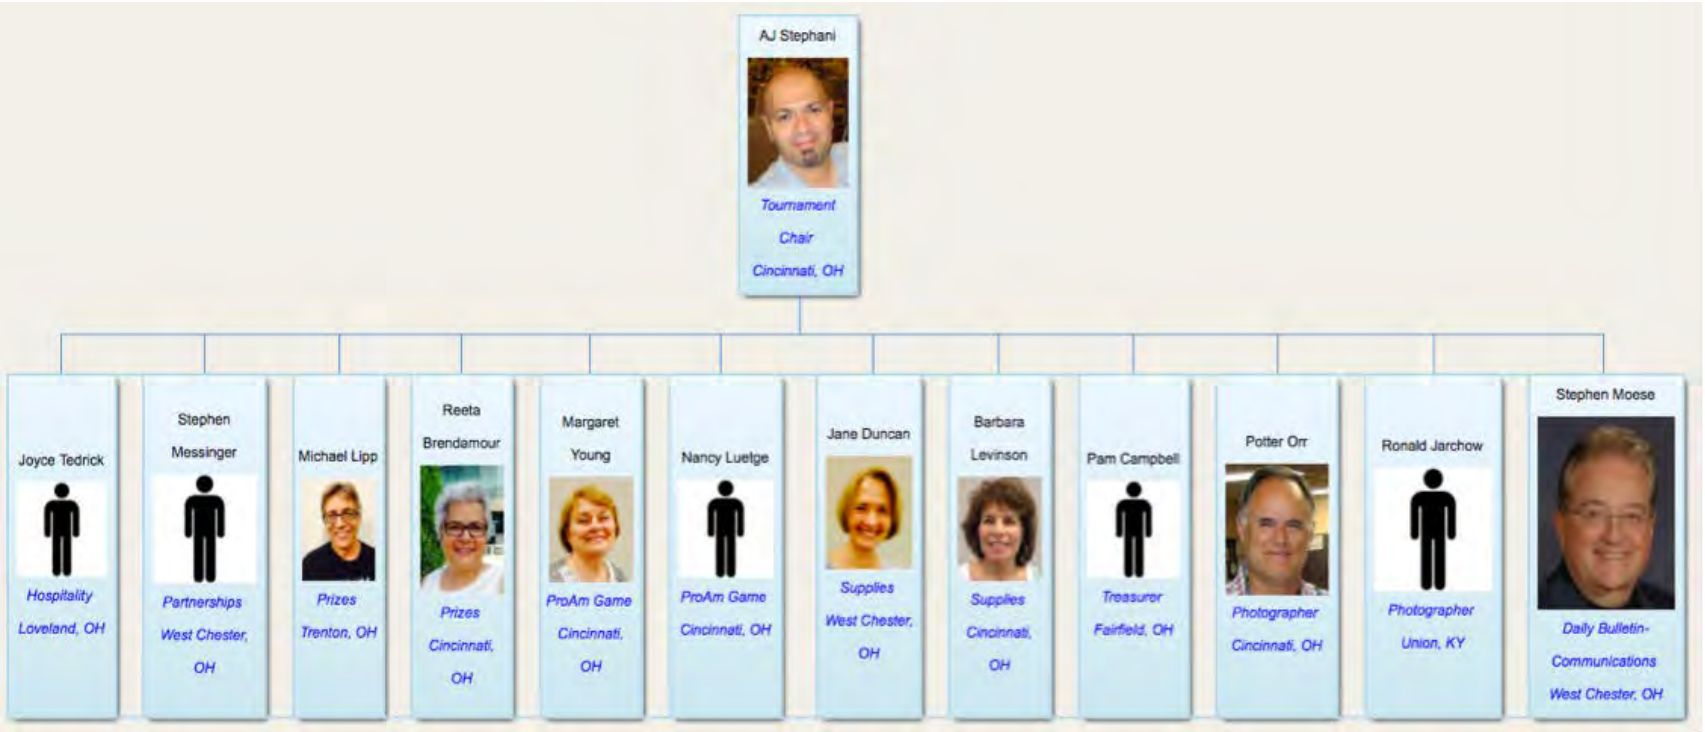 AJ Stephani
Tournament
Chair
Cincinnati, OH
Joyce Tedrick
Hospitality
Loveland, OH
Stephen
Messinger
Partnerships
West Chester,
OH
Michael Lipp
Prizes
Trenton, OH
Reeta
Brendamour
Prizes
Cincinnati,
OH
Margaret
Young
ProAm Game
Cincinnati,
OH
Nancy Luetge
ProAm Game
Cincinnati, OH
Jane Duncan
Supplies
West Chester,
OH
Barbara
Levinson
Supplies
Cincinnati,
OH
Pam Campbell
Treasurer
Fairfield, OH
Potter Orr
Photographer
Cincinnati, OH
Ronald Jarchow
Photographer
Union, KY
Stephen Moese
Daily Bulletin-
Communications
West Chester, OH